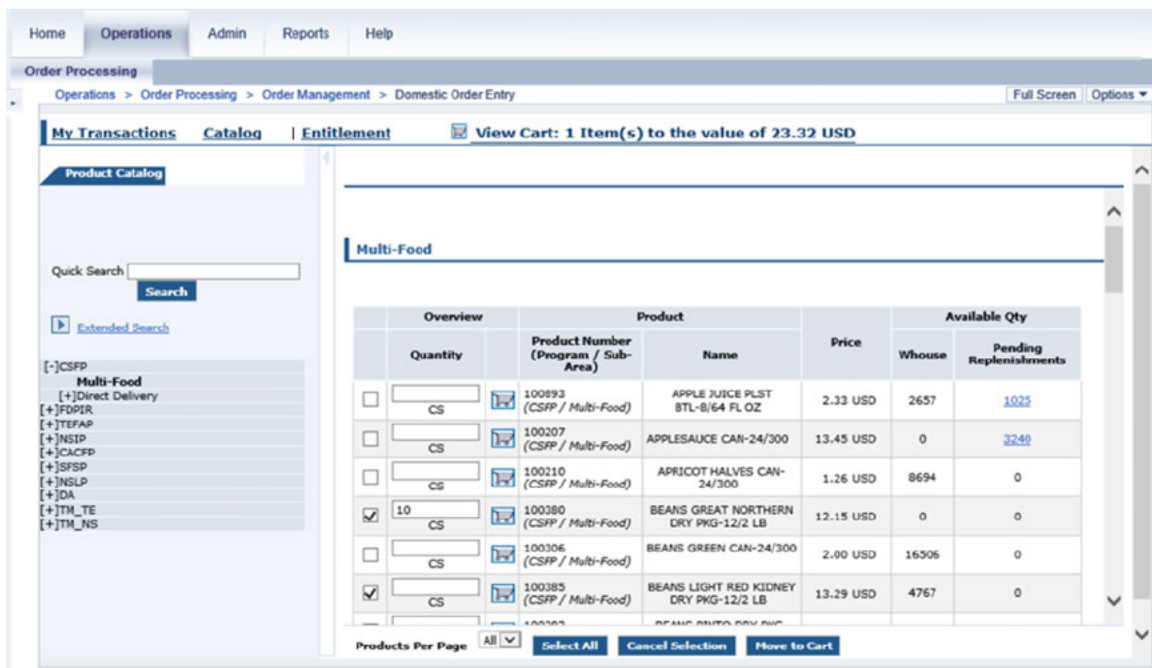 Home Operations Admin Reports Help
Order Processing
Operations > Order Processing > Order Management > Domestic Order Entry Full Screen Options
My Transactions Catalog | Entitlement View Cart: 1 Item(s) to the value of 23.32 USD
Product Catalog
Multi-Food
Quick Search
Search
Extended Search
[-]CSFP
Multi-Food
[+]Direct Delivery
[+]FDPIR
[+]TEFAP
[+]NSIP
[+]CACFP
[+]SFSP
[+]NSLP
[+]DA
[+]TM_TE
[+]TM_NS
Overview Product Price Available Qty
Quantity Product Number (Program / Sub-Area) Name Whouse Pending Replenishments
CS 100893 (CSFP / Multi-Food) APPLE JUICE PLST BTL-8/64 FL OZ 2.33 USD 2657 1025
CS 100207 (CSFP / Multi-Food) APPLESAUCE CAN-24/300 13.45 USD 0 3240
CS 100210 (CSFP / Multi-Food) APRICOT HALVES CAN-24/300 1.26 USD 8694 0
10 CS 100380 (CSFP / Multi-Food) BEANS GREAT NORTHERN DRY PKG-12/2 LB 12.15 USD 0 0
CS 100306 (CSFP / Multi-Food) BEANS GREEN CAN-24/300 2.00 USD 16506 0
CS 100385 (CSFP / Multi-Food) BEANS LIGHT RED KIDNEY DRY PKG-12/2 LB 13.29 USD 4767 0
Products Per Page All Select All Cancel Selection Move to Cart